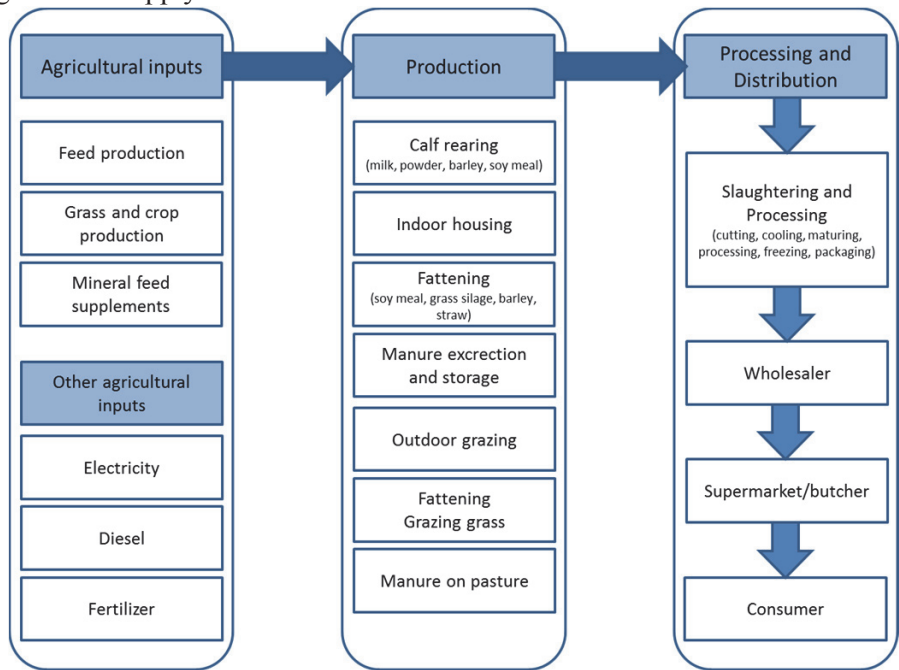 Agricultural inputs
Feed production
Grass and crop
production
Mineral feed
supplements
Other agricultural
inputs
Electricity
Diesel
Fertilizer
Production
Calf rearing
(milk, powder, barley, soy meal)
Indoor housing
Fattening
(soy meal, grass silage, barley,
straw)
Manure excrection
and storage
Outdoor grazing
Fattening
Grazing grass
Manure on pasture
Processing and
Distribution
Slaughtering and
Processing
(cutting, cooling, maturing,
processing, freezing, packaging)
Wholesaler
Supermarket/butcher
Consumer